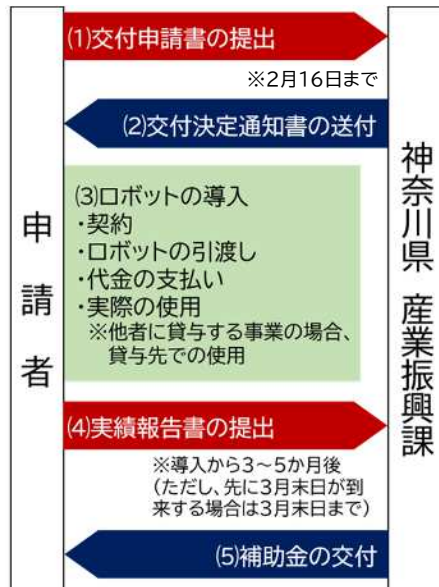 ⑴交付申請書の提出
※2月16日まで
⑵交付決定通知書の送付
⑶ロボットの導入
・契約
・ロボットの引渡し
・代金の支払い
・実際の使用
※他者に貸与する事業の場合、
貸与先での使用
⑷実績報告書の提出
※導入から3～5か月後
(ただし、先に3月末日が到
来する場合は3月末日まで)
⑸補助金の交付
申請者
神奈川県 産業振興課